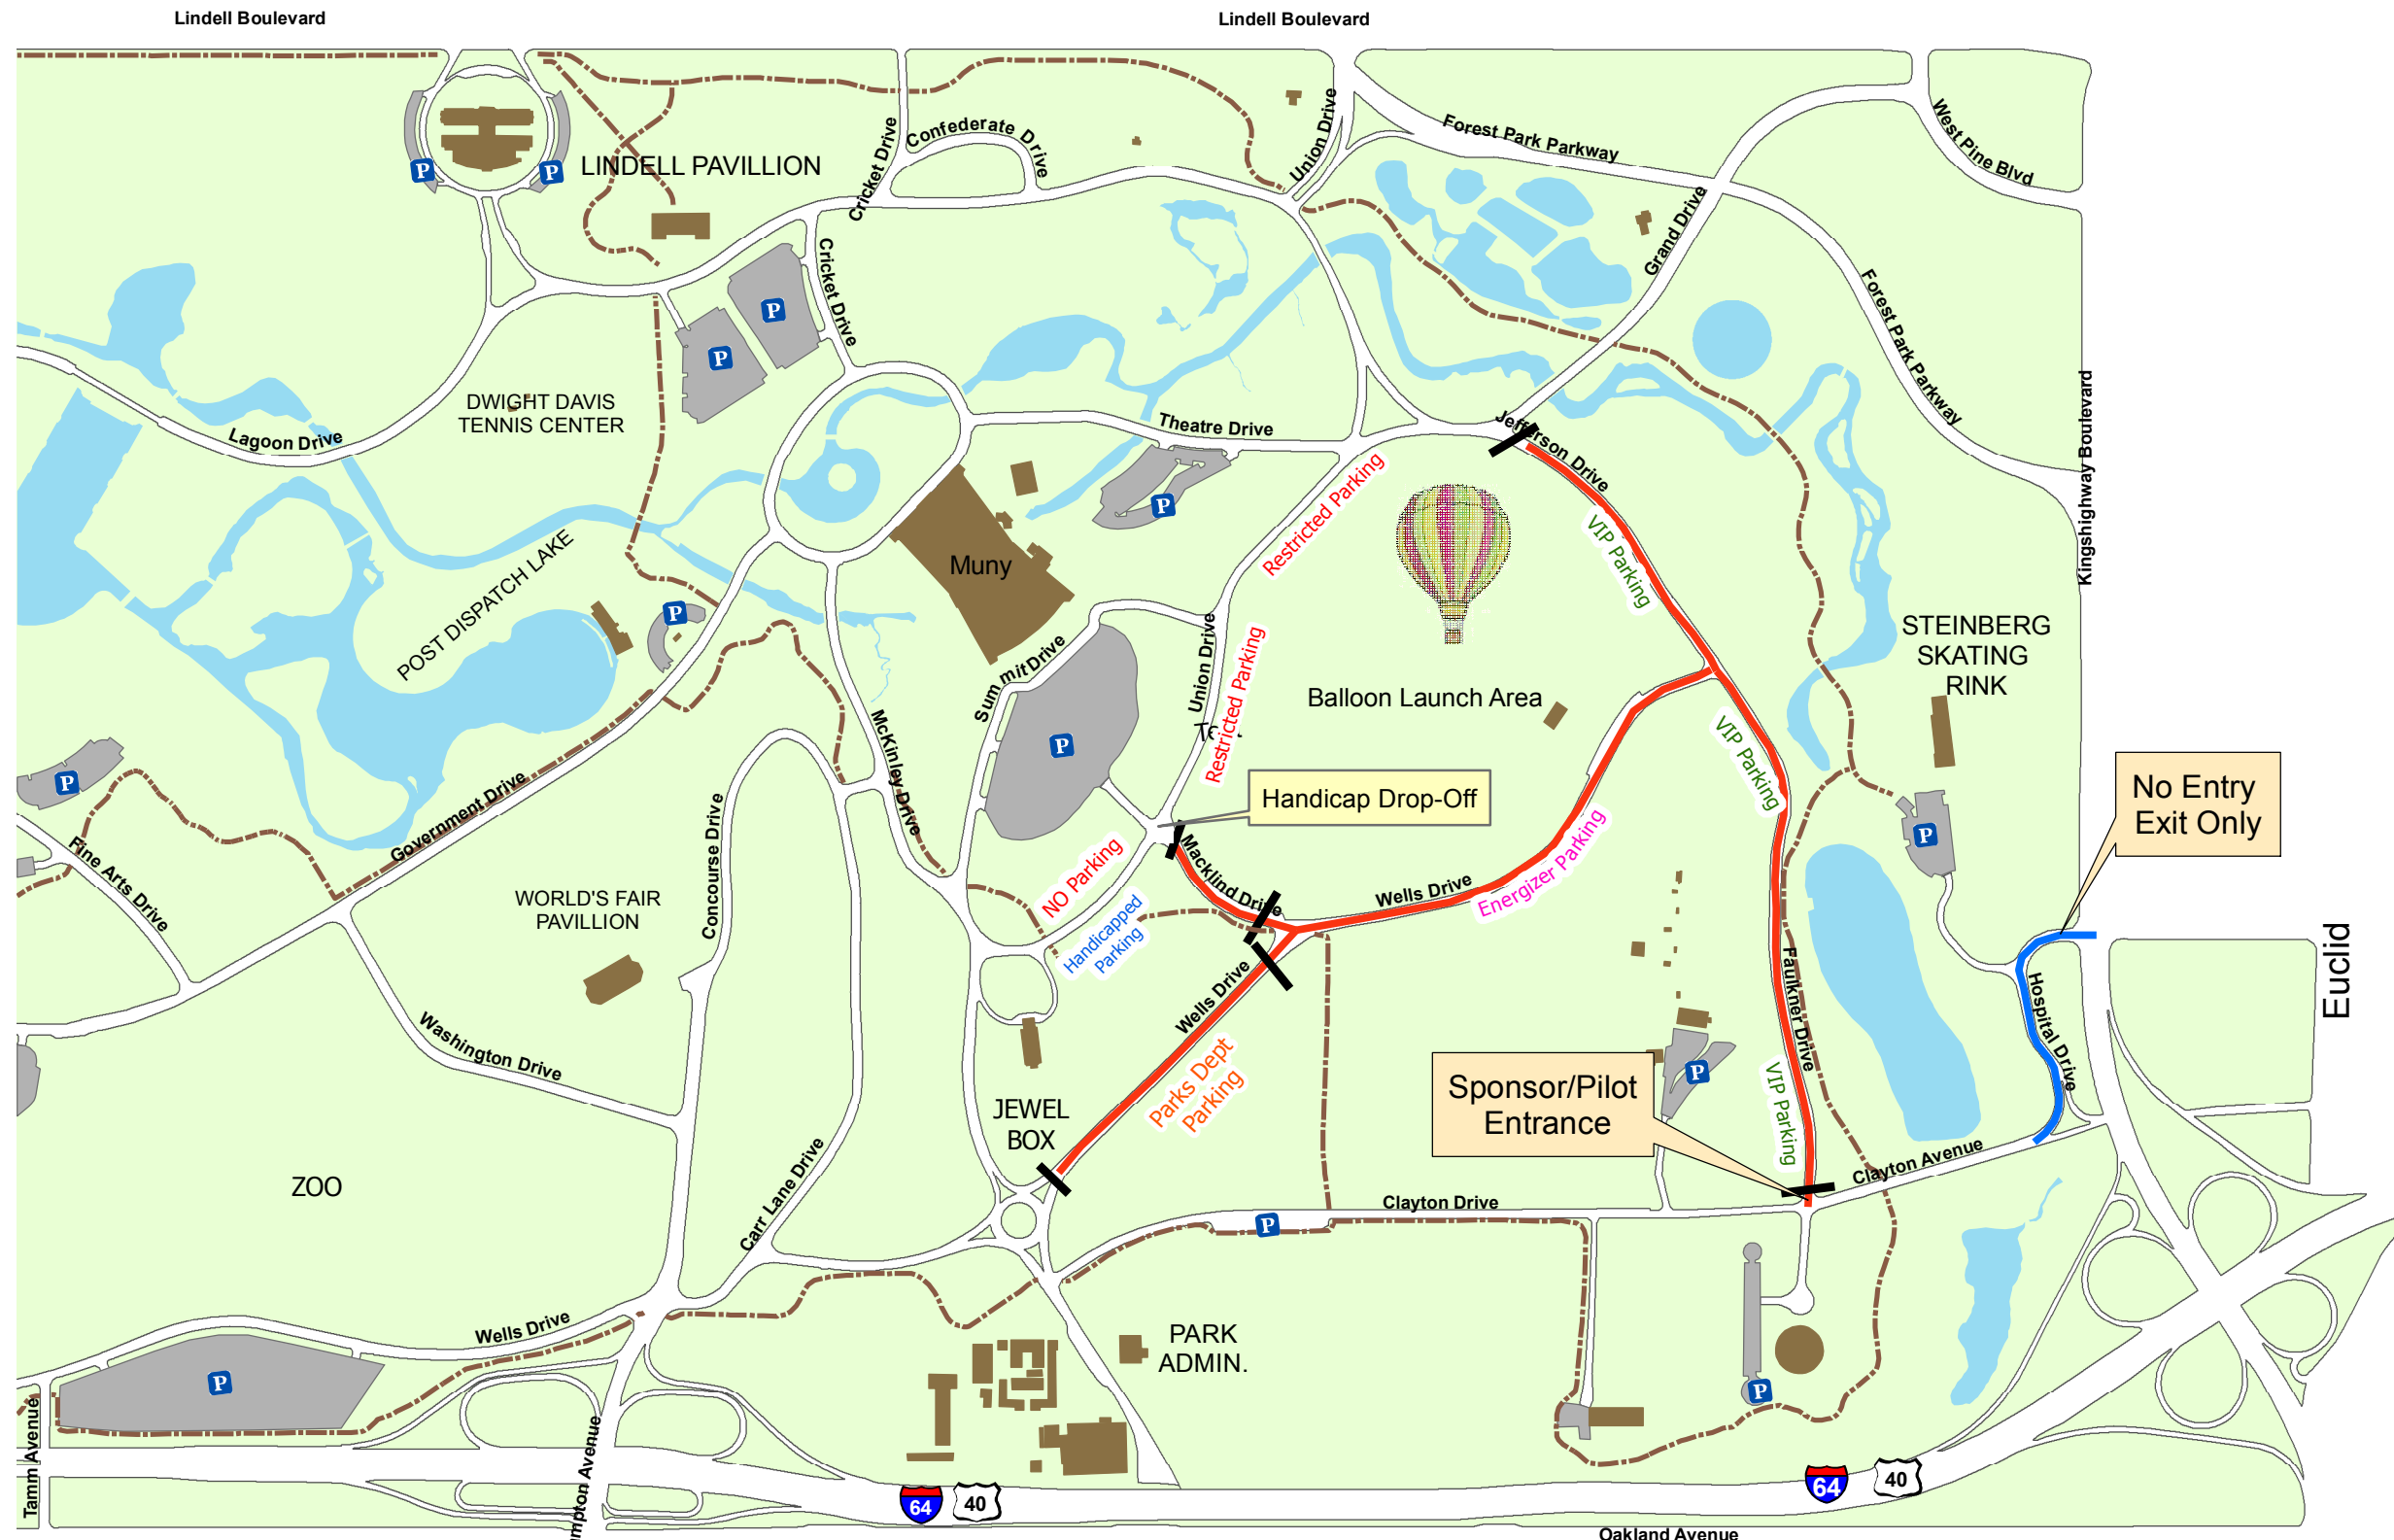 Lindell Boulevard
Lindell Boulevard
Forest Park Parkway
West Pine Blvd
Union Drive
Confederate Drive
Cricket Drive
LINDELL PAVILLION
P
P
Grand Drive
Cricket Drive
P
P
Forest Park Parkway
DWIGHT DAVIS
TENNIS CENTER
Lagoon Drive
Theatre Drive
Jefferson Drive
Kingshighway Boulevard
Restricted Parking
P
VIP Parking
Muny
POST DISPATCH LAKE
P
STEINBERG
SKATING
RINK
Summit Drive
Union Drive
Restricted Parking
Balloon Launch Area
McKinley Drive
P
VIP Parking
P
Government Drive
Handicap Drop-Off
No Entry
Exit Only
P
Fine Arts Drive
Concourse Drive
NO Parking
Macklind Drive
Energizer Parking
Wells Drive
WORLD'S FAIR
PAVILLION
Handicapped
Parking
Euclid
Faulkner Drive
Hospital Drive
Wells Drive
Washington Drive
Parks Dept
Parking
P
Sponsor/Pilot
Entrance
VIP Parking
JEWEL
BOX
ZOO
Carr Lane Drive
Clayton Avenue
Clayton Drive
P
Wells Drive
PARK
ADMIN.
P
P
Tamm Avenue
mpton Avenue
64
40
64
40
Oakland Avenue